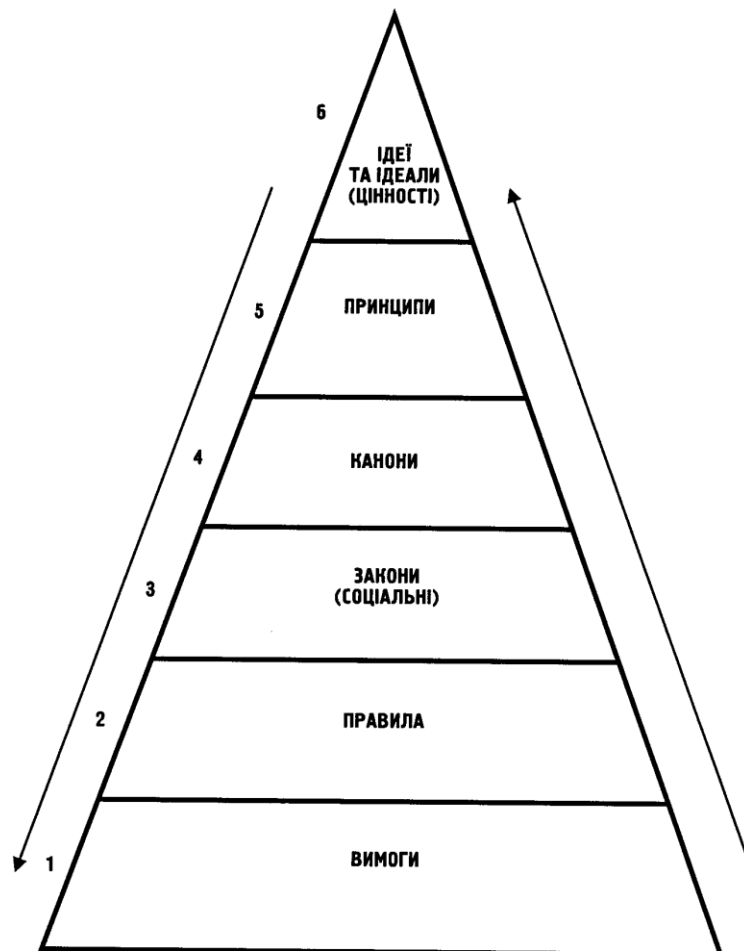 6
ІДЕЇ
ТА ІДЕАЛИ
(ЦІННОСТІ)
5
ПРИНЦИПИ
4
КАНОНИ
3
ЗАКОНИ
(СОЦІАЛЬНІ)
2
ПРАВИЛА
1
ВИМОГИ